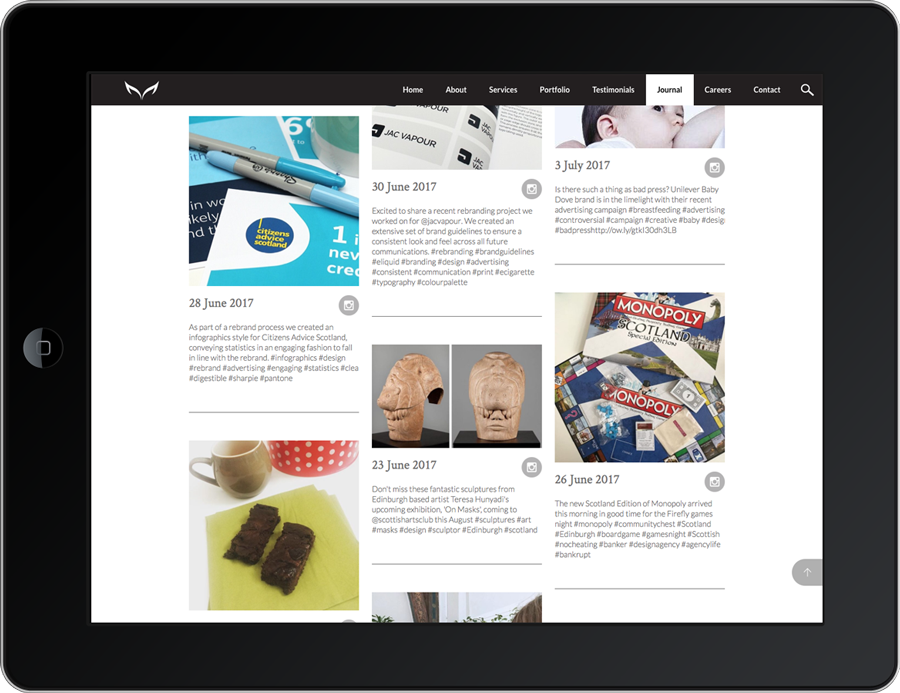 Home About Services Portfolio Testimonials Journal Careers Contact
citizens
advice
scotland
28 June 2017
As part of a rebrand process we created an
infographics style for Citizens Advice Scotland,
conveying statistics in an engaging fashion to fall
in line with the rebrand. #infographics #design
#rebrand #advertising #engaging #statistics #clea
#digestible #sharpie #pantone
JAC VAPOUR
30 June 2017
Excited to share a recent rebranding project we
worked on for @jacvapour. We created an
extensive set of brand guidelines to ensure a
consistent look and feel across all future
communications. #rebranding #brandguidelines
#eliquid #branding #design #advertising
#consistent #communication #print #ecigarette
#typography #colourpalette
23 June 2017
Don't miss these fantastic sculptures from
Edinburgh based artist Teresa Hunyadi's
upcoming exhibition, 'On Masks', coming to
@scottishartsclub this August #sculptures #art
#masks #design #sculptor #Edinburgh #scotland
3 July 2017
Is there such a thing as bad press? Unilever Baby
Dove brand is in the limelight with their recent
advertising campaign #breastfeeding #advertising
#controversial #campaign #creative #baby #desig
#badpresshttp://ow.ly/gtkI30dh3LB
MONOPOLY
SCOTLAND
Special Edition
MONOPOLY
26 June 2017
The new Scotland Edition of Monopoly arrived
this morning in good time for the Firefly games
night #monopoly #communitychest #Scotland
#Edinburgh #boardgame #gamesnight #Scottish
#nocheating #banker #designagency #agencylife
#bankrupt